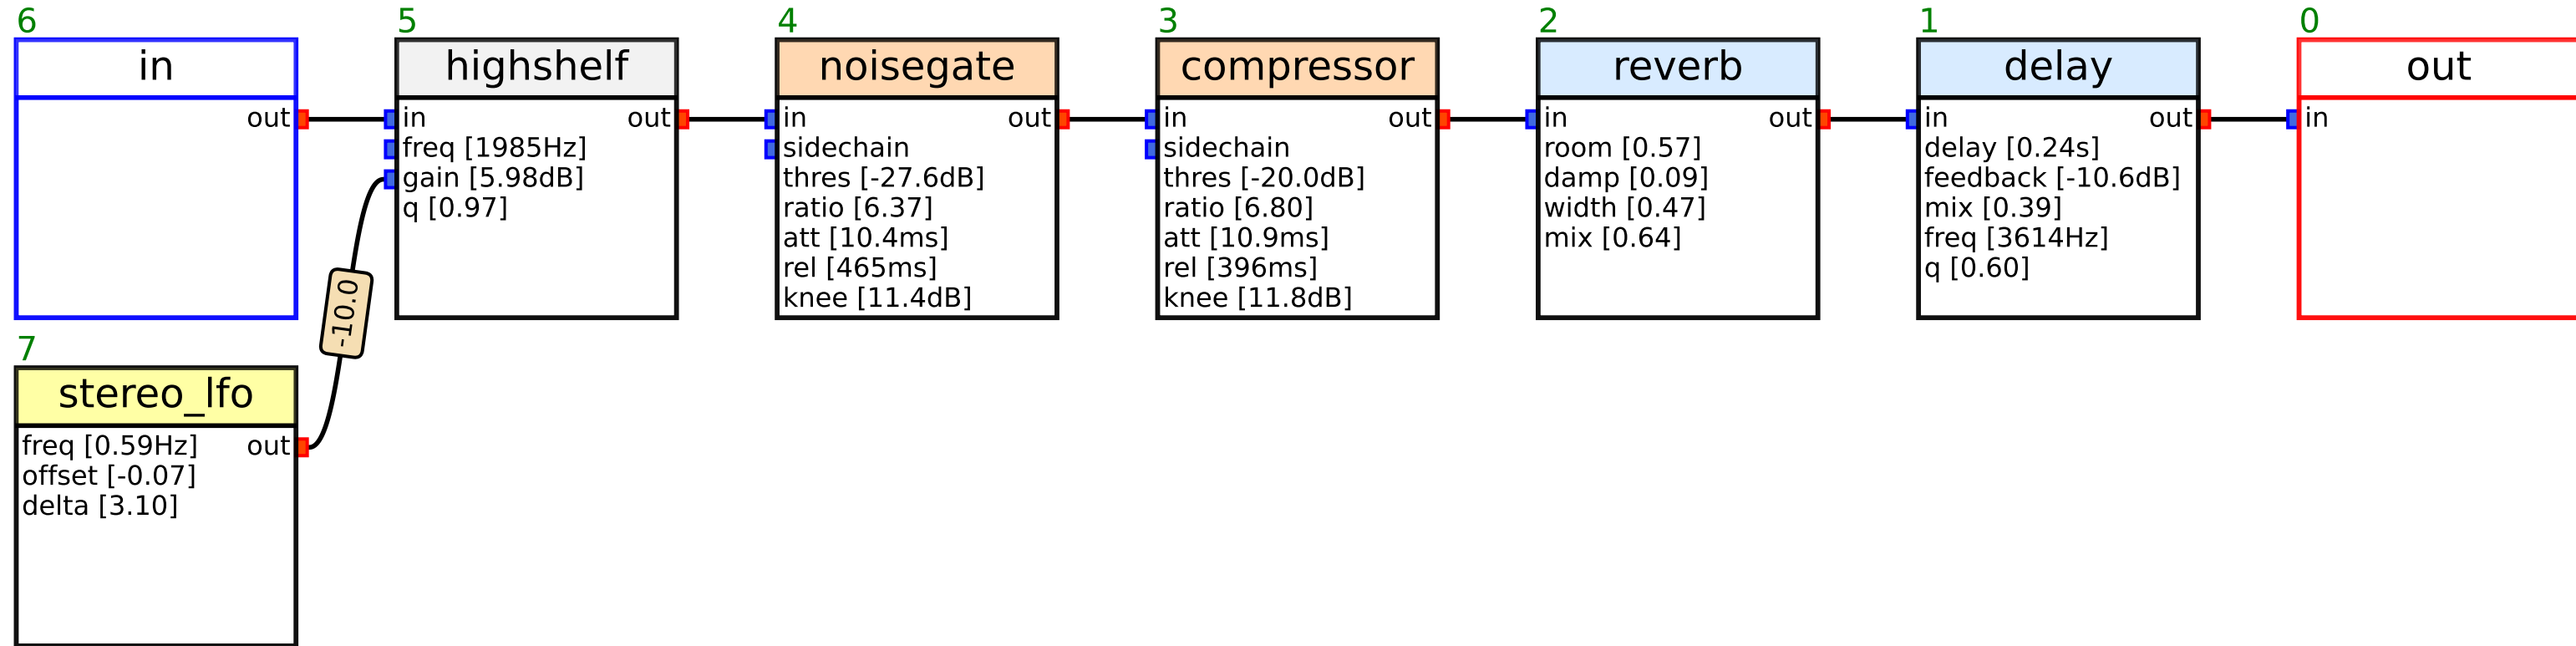 6
in
out
5
highshelf
in
out
freq [1985Hz]
gain [5.98dB]
q [0.97]
4
noisegate
in
out
sidechain
thres [-27.6dB]
ratio [6.37]
att [10.4ms]
rel [465ms]
knee [11.4dB]
3
compressor
in
out
sidechain
thres [-20.0dB]
ratio [6.80]
att [10.9ms]
rel [396ms]
knee [11.8dB]
2
reverb
in
out
room [0.57]
damp [0.09]
width [0.47]
mix [0.64]
1
delay
in
out
delay [0.24s]
feedback [-10.6dB]
mix [0.39]
freq [3614Hz]
q [0.60]
0
out
in
-10.0
7
stereo_lfo
freq [0.59Hz]
out
offset [-0.07]
delta [3.10]